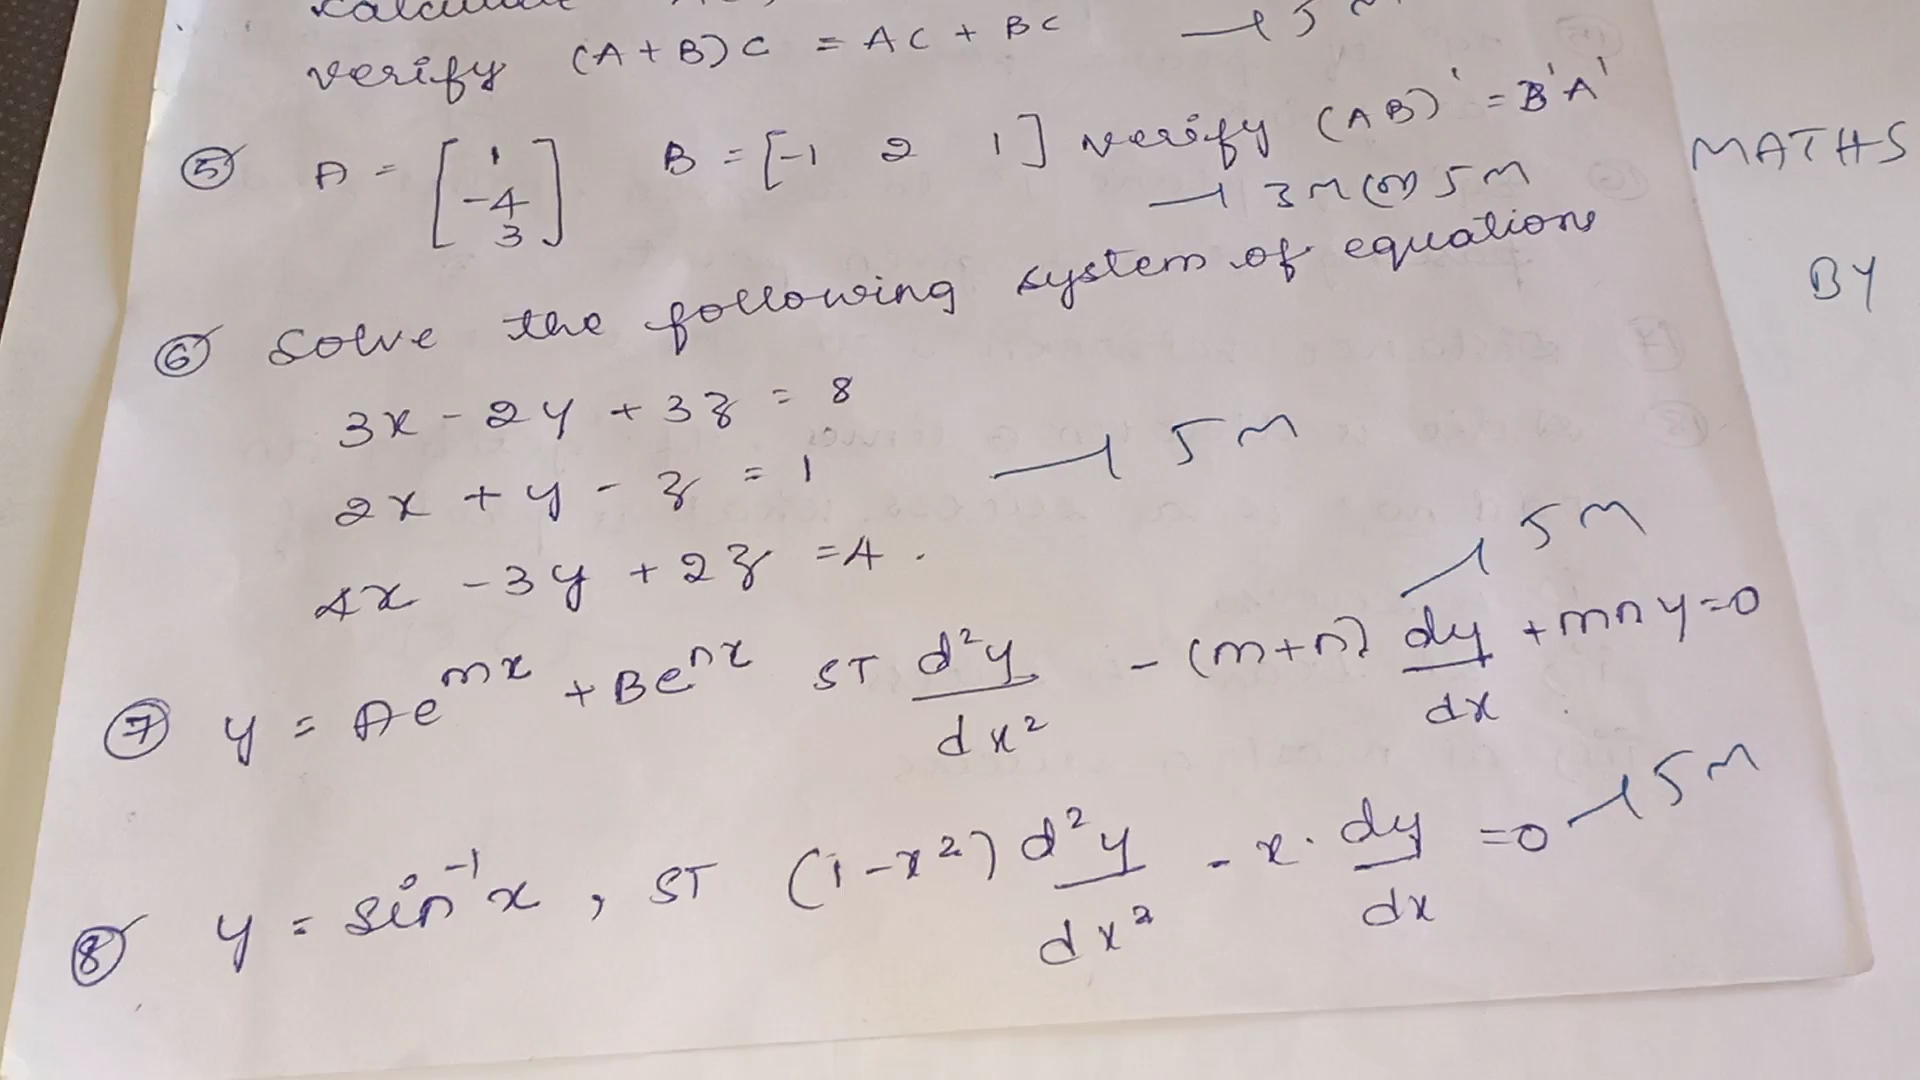 verify (A+B)C = AC + BC → 5
⑤ A = [1 -4 3] B = [-1 2 1] verify (AB)' = B'A'
→ 3M (or) 5M
⑥ Solve the following system of equations
3x - 2y + 3z = 8
2x + y - z = 1 → 5M
4x - 3y + 2z = 4.
⑦ y = Ae^mx + Be^nx ST d²y/dx² - (m+n) dy/dx + mny=0 → 5M
⑧ y = sin⁻¹x, ST (1-x²) d²y/dx² - x. dy/dx =0 → 5M
MATHS
BY